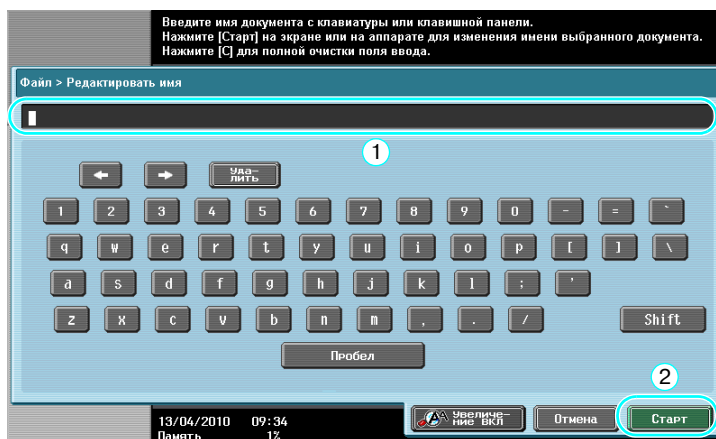 Введите имя документа с клавиатуры или клавишной панели.
Нажмите [Старт] на экране или на аппарате для изменения имени выбранного документа.
Нажмите [C] для полной очистки поля ввода.
Файл > Редактировать имя
1
← → Уда-
лить
1 2 3 4 5 6 7 8 9 0 - = `
q w e r t y u i o p [ ] \
a s d f g h j k l ; '
z x c v b n m , . / Shift
Пробел
2
Увеличе-
ние ВКЛ
Отмена
Старт
13/04/2010 09:34
Память 1%